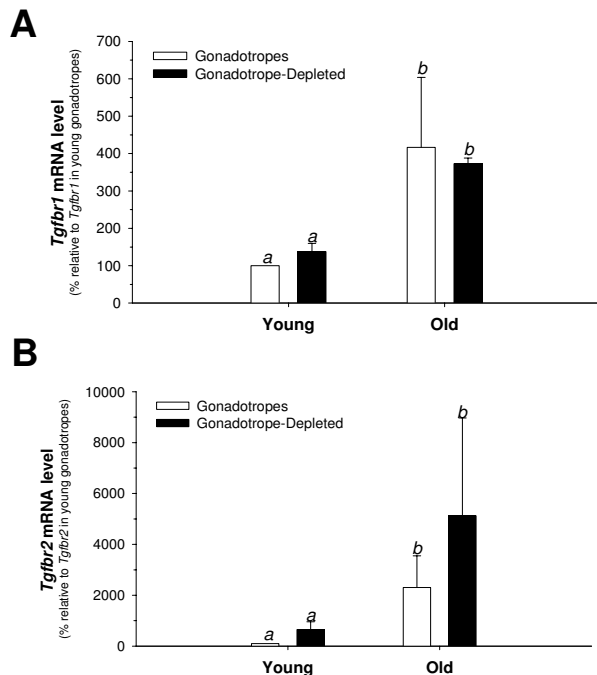 A
Tgfbr1 mRNA level
(% relative to Tgfbr1 in young gonadotropes)
700
600
500
400
300
200
100
0
Gonadotropes
Gonadotrope-Depleted
a
a
b
b
Young
Old
B
Tgfbr2 mRNA level
(% relative to Tgfbr2 in young gonadotropes)
10000
8000
6000
4000
2000
0
Gonadotropes
Gonadotrope-Depleted
a
a
b
b
Young
Old